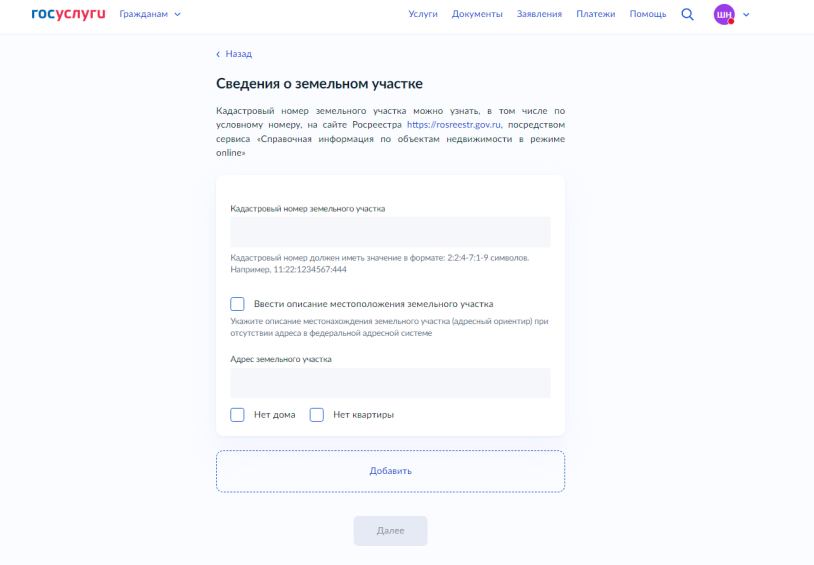 госуслуги Гражданам Услуги Документы Заявления Платежи Помощь ШН
Назад
Сведения о земельном участке
Кадастровый номер земельного участка можно узнать, в том числе по
условному номеру, на сайте Росреестра https://rosreestr.gov.ru, посредством
сервиса «Справочная информация по объектам недвижимости в режиме
online»
Кадастровый номер земельного участка
Кадастровый номер должен иметь значение в формате: 2:2:4-7:1-9 символов.
Например, 11:22:1234567:444
Ввести описание местоположения земельного участка
Укажите описание местонахождения земельного участка (адресный ориентир) при
отсутствии адреса в федеральной адресной системе
Адрес земельного участка
Нет дома Нет квартиры
Добавить
Далее